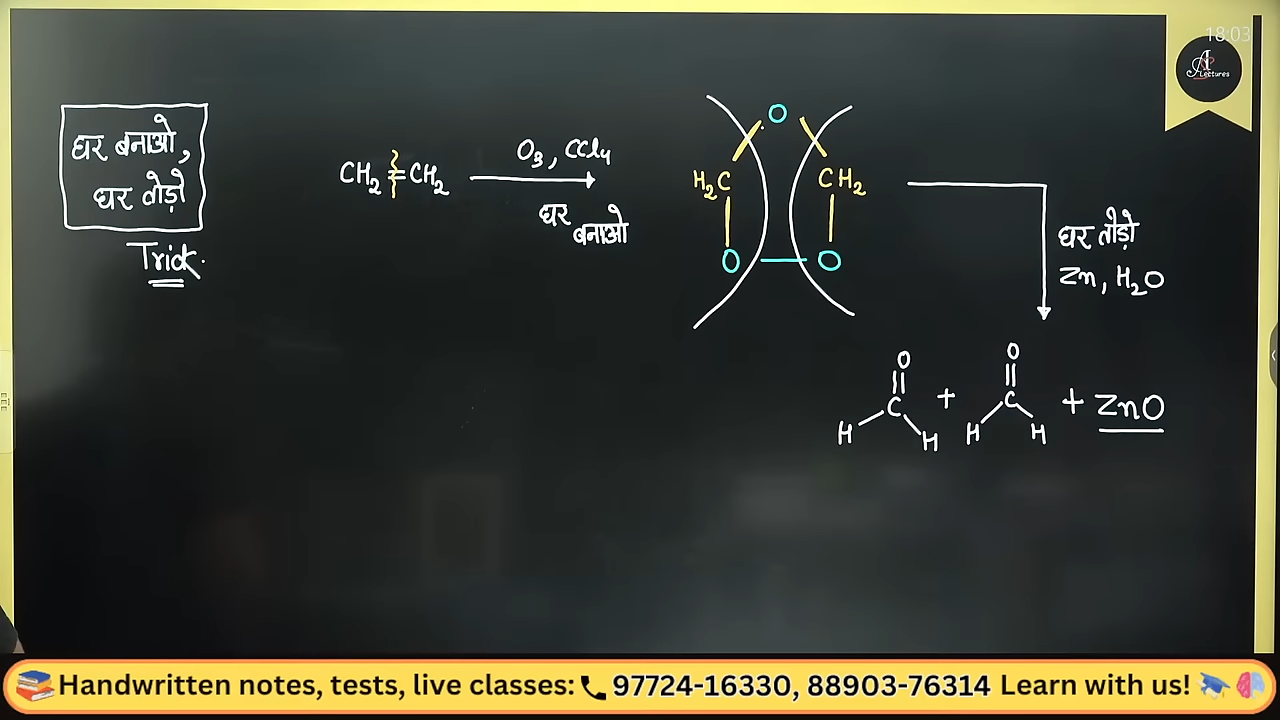 18:03
A Lectures
घर बनाओ,
घर तोड़ो
Trick.
CH₂ = CH₂
O₃, CCl₄
घर
बनाओ
O
H₂C CH₂
O — O
घर तोड़ो
Zn, H₂O
O O
|| ||
C + C + ZnO
H H H H
Handwritten notes, tests, live classes: 97724-16330, 88903-76314 Learn with us!